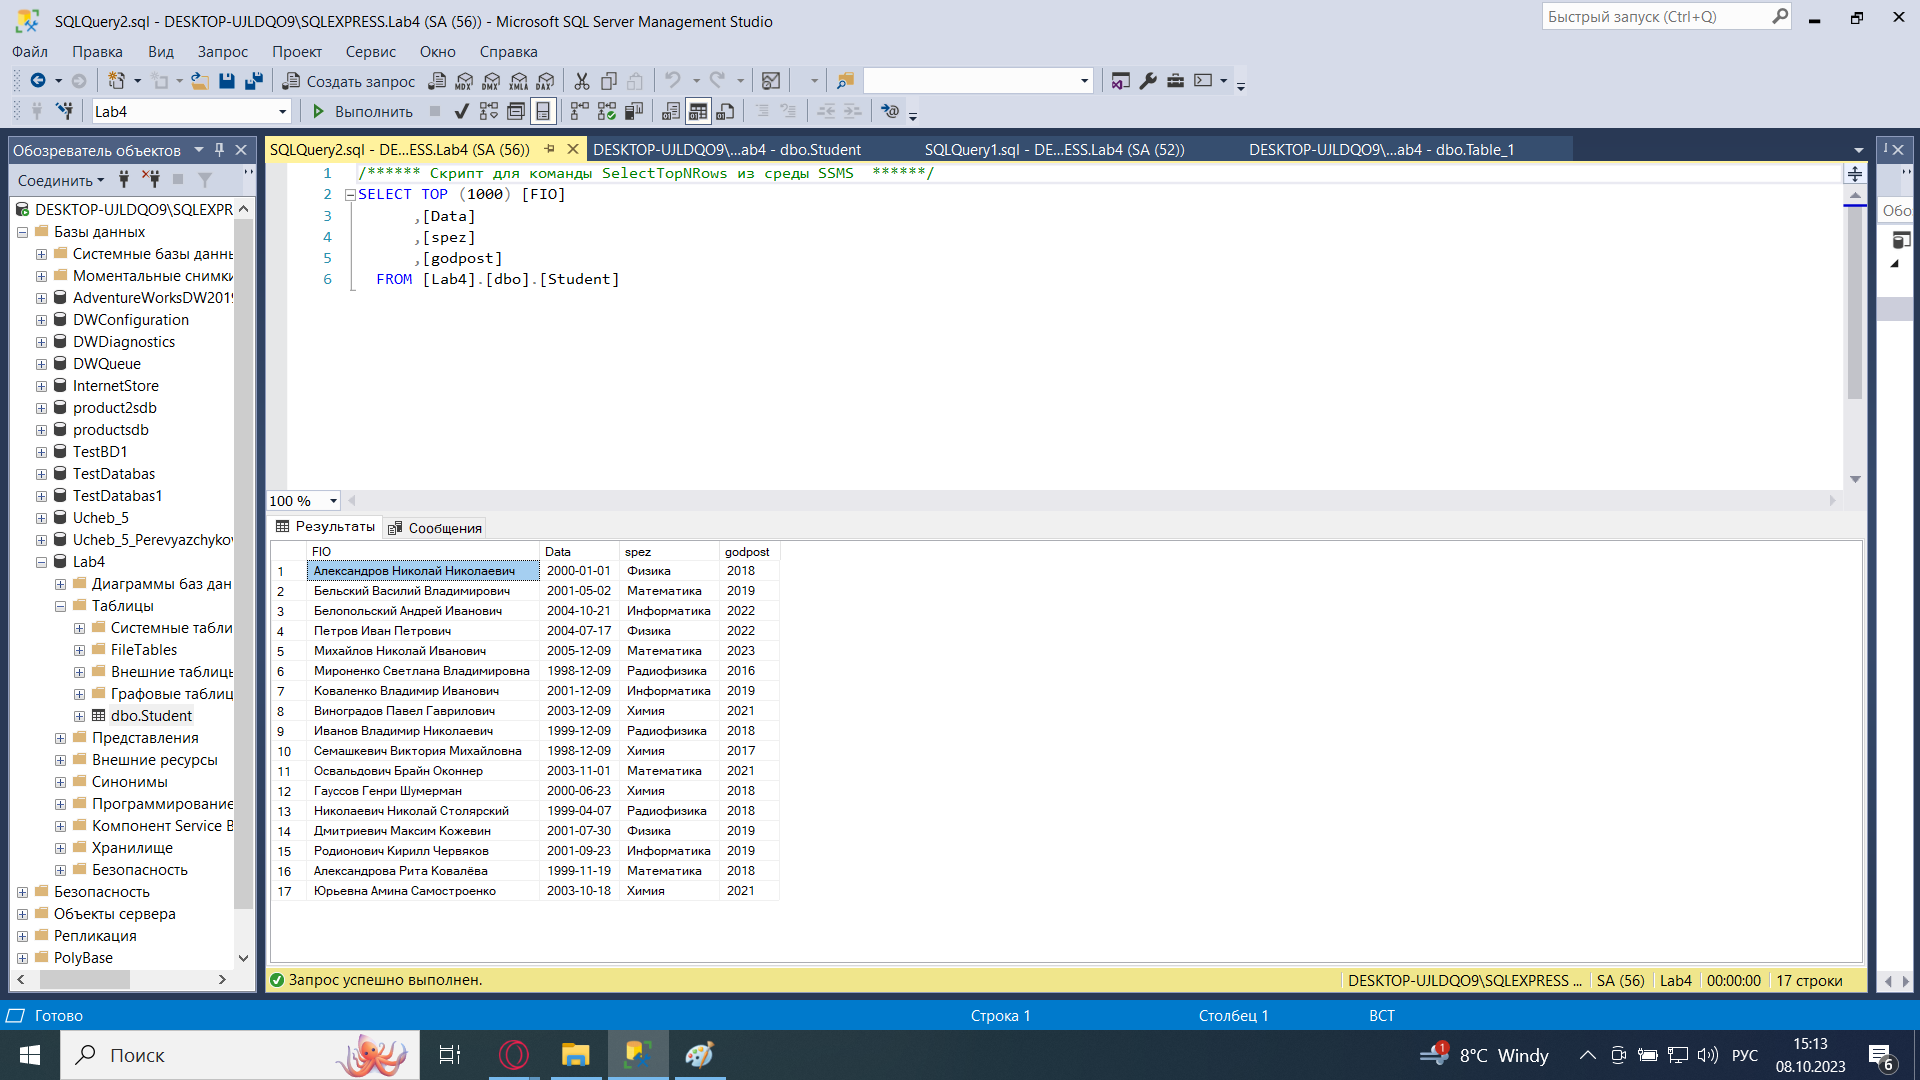 SQLQuery2.sql - DESKTOP-UJLDQO9\SQLEXPRESS.Lab4 (SA (56)) - Microsoft SQL Server Management Studio
Быстрый запуск (Ctrl+Q)
Файл Правка Вид Запрос Проект Сервис Окно Справка
Создать запрос MDX DMX XMLA DAX
Lab4 Выполнить
Обозреватель объектов
SQLQuery2.sql - DE...ESS.Lab4 (SA (56)) DESKTOP-UJLDQO9\...ab4 - dbo.Student SQLQuery1.sql - DE...ESS.Lab4 (SA (52)) DESKTOP-UJLDQO9\...ab4 - dbo.Table_1
Соединить
DESKTOP-UJLDQO9\SQLEXPR
Базы данных
Системные базы даннь
Моментальные снимки
AdventureWorksDW2019
DWConfiguration
DWDiagnostics
DWQueue
InternetStore
product2sdb
productsdb
TestBD1
TestDatabas
TestDatabas1
Ucheb_5
Ucheb_5_Perevyazchykov
Lab4
Диаграммы баз дан
Таблицы
Системные табли
FileTables
Внешние таблицы
Графовые таблиц
dbo.Student
Представления
Внешние ресурсы
Синонимы
Программирование
Компонент Service B
Хранилище
Безопасность
Безопасность
Объекты сервера
Репликация
PolyBase
1 /****** Скрипт для команды SelectTopNRows из среды SSMS ******/
2 SELECT TOP (1000) [FIO]
3 ,[Data]
4 ,[spez]
5 ,[godpost]
6 FROM [Lab4].[dbo].[Student]
Обо
100 %
Результаты Сообщения
FIO Data spez godpost
1 Александров Николай Николаевич 2000-01-01 Физика 2018
2 Бельский Василий Владимирович 2001-05-02 Математика 2019
3 Белопольский Андрей Иванович 2004-10-21 Информатика 2022
4 Петров Иван Петрович 2004-07-17 Физика 2022
5 Михайлов Николай Иванович 2005-12-09 Математика 2023
6 Мироненко Светлана Владимировна 1998-12-09 Радиофизика 2016
7 Коваленко Владимир Иванович 2001-12-09 Информатика 2019
8 Виноградов Павел Гаврилович 2003-12-09 Химия 2021
9 Иванов Владимир Николаевич 1999-12-09 Радиофизика 2018
10 Семашкевич Виктория Михайловна 1998-12-09 Химия 2017
11 Освальдович Брайн Оконнер 2003-11-01 Математика 2021
12 Гауссов Генри Шумерман 2000-06-23 Химия 2018
13 Николаевич Николай Столярский 1999-04-07 Радиофизика 2018
14 Дмитриевич Максим Кожевин 2001-07-30 Физика 2019
15 Родионович Кирилл Червяков 2001-09-23 Информатика 2019
16 Александрова Рита Ковалёва 1999-11-19 Математика 2018
17 Юрьевна Амина Самостроенко 2003-10-18 Химия 2021
Запрос успешно выполнен. DESKTOP-UJLDQO9\SQLEXPRESS ... SA (56) Lab4 00:00:00 17 строки
Готово Строка 1 Столбец 1 ВСТ
Поиск 1 8°C Windy РУС 15:13
08.10.2023 6